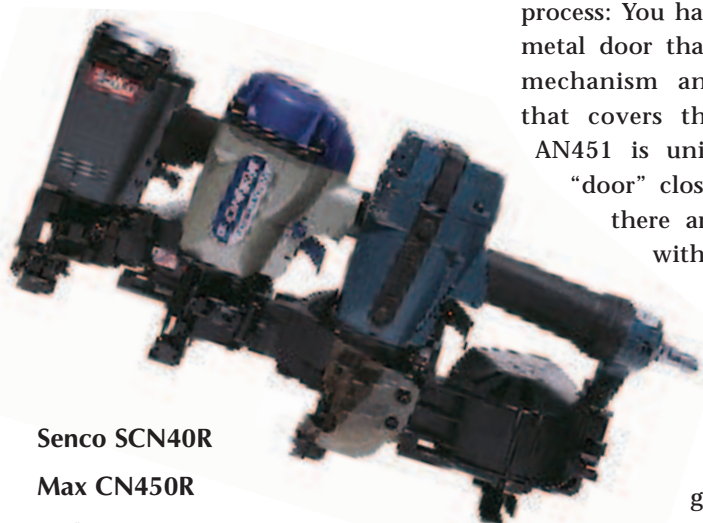 process: You ha
metal door tha
mechanism an
that covers th
AN451 is uni
“door” clos
there ar
with
Senco SCN40R
Max CN450R
g